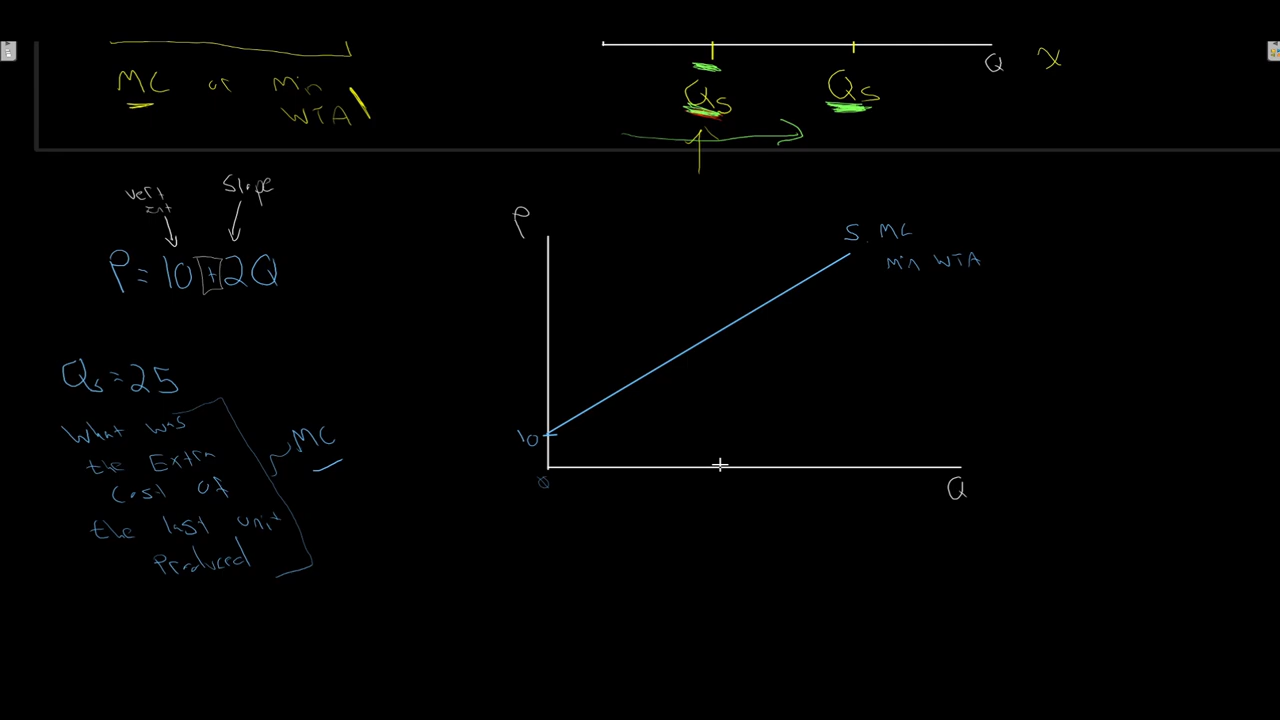 MC or Min
WTA
Q X
Qs Qs
vert
int
Slope
P = 10 + 2Q
P
S. MC
Min WTA
Qs = 25
What was
the Extra
Cost of
the last unit
Produced
MC
10
0
Q